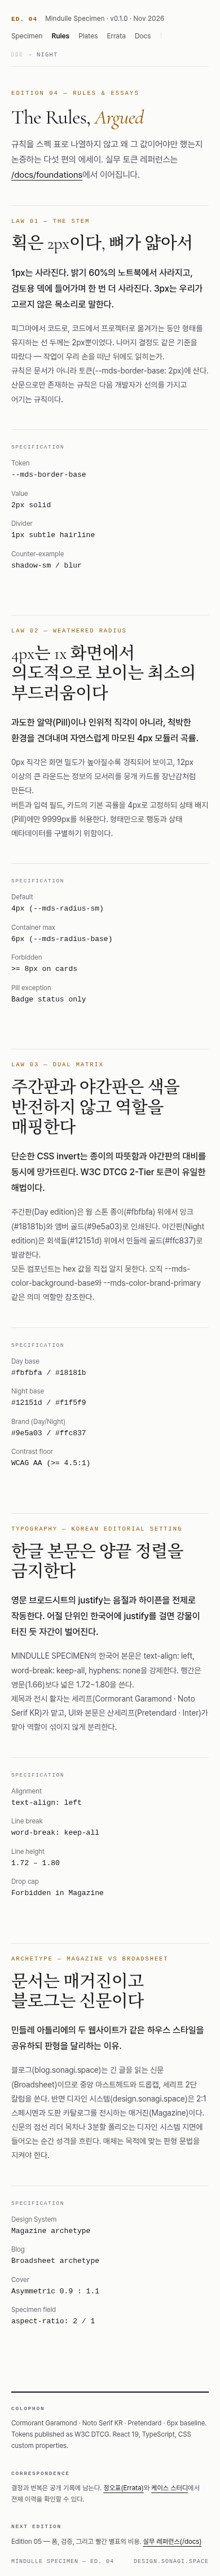 ED. 04 Mindulle Specimen · v0.1.0 · Nov 2026
Specimen Rules Plates Errata Docs
DAY · NIGHT
EDITION 04 — RULES & ESSAYS
The Rules, Argued
규칙을 스펙 표로 나열하지 않고 왜 그 값이어야만 했는지
논증하는 다섯 편의 에세이. 실무 토큰 레퍼런스는
/docs/foundations에서 이어집니다.
LAW 01 — THE STEM
획은 2px이다, 뼈가 얇아서
1px는 사라진다. 밝기 60%의 노트북에서 사라지고,
검토용 덱에 들어가며 한 번 더 사라진다. 3px는 우리가
고르지 않은 목소리로 말한다.
피그마에서 코드로, 코드에서 프로젝터로 옮겨가는 동안 형태를
유지하는 선 두께는 2px뿐이었다. 나머지 결정도 같은 기준을
따랐다 — 작업이 우리 손을 떠난 뒤에도 읽히는가.
규칙은 문서가 아니라 토큰(--mds-border-base: 2px)에 산다.
산문으로만 존재하는 규칙은 다음 개발자가 선의를 가지고
어기는 규칙이다.
SPECIFICATION
Token
--mds-border-base
Value
2px solid
Divider
1px subtle hairline
Counter-example
shadow-sm / blur
LAW 02 — WEATHERED RADIUS
4px는 1x 화면에서
의도적으로 보이는 최소의
부드러움이다
과도한 알약(Pill)이나 인위적 직각이 아니라, 척박한
환경을 견뎌내며 자연스럽게 마모된 4px 모듈러 곡률.
0px 직각은 화면 밀도가 높아질수록 경직되어 보이고, 12px
이상의 큰 라운드는 정보의 모서리를 뭉개 카드를 장난감처럼
만든다.
버튼과 입력 필드, 카드의 기본 곡률을 4px로 고정하되 상태 배지
(Pill)에만 9999px를 허용한다. 형태만으로 행동과 상태
메타데이터를 구별하기 위함이다.
SPECIFICATION
Default
4px (--mds-radius-sm)
Container max
6px (--mds-radius-base)
Forbidden
>= 8px on cards
Pill exception
Badge status only
LAW 03 — DUAL MATRIX
주간판과 야간판은 색을
반전하지 않고 역할을
매핑한다
단순한 CSS invert는 종이의 따뜻함과 야간판의 대비를
동시에 망가뜨린다. W3C DTCG 2-Tier 토큰이 유일한
해법이다.
주간판(Day edition)은 웜 스톤 종이(#fbfbfa) 위에서 잉크
(#18181b)와 앰버 골드(#9e5a03)로 인쇄된다. 야간판(Night
edition)은 회색돌(#12151d) 위에서 민들레 골드(#ffc837)로
발광한다.
모든 컴포넌트는 hex 값을 직접 알지 못한다. 오직 --mds-
color-background-base와 --mds-color-brand-primary
같은 의미 역할만 참조한다.
SPECIFICATION
Day base
#fbfbfa / #18181b
Night base
#12151d / #f1f5f9
Brand (Day/Night)
#9e5a03 / #ffc837
Contrast floor
WCAG AA (>= 4.5:1)
TYPOGRAPHY — KOREAN EDITORIAL SETTING
한글 본문은 양끝 정렬을
금지한다
영문 브로드시트의 justify는 음절과 하이픈을 전제로
작동한다. 어절 단위인 한국어에 justify를 걸면 강물이
터진 듯 자간이 벌어진다.
MINDULLE SPECIMEN의 한국어 본문은 text-align: left,
word-break: keep-all, hyphens: none을 강제한다. 행간은
영문(1.66)보다 넓은 1.72~1.80을 쓴다.
제목과 전시 활자는 세리프(Cormorant Garamond · Noto
Serif KR)가 맡고, UI와 본문은 산세리프(Pretendard · Inter)가
맡아 역할이 섞이지 않게 분리한다.
SPECIFICATION
Alignment
text-align: left
Line break
word-break: keep-all
Line height
1.72 – 1.80
Drop cap
Forbidden in Magazine
ARCHETYPE — MAGAZINE VS BROADSHEET
문서는 매거진이고
블로그는 신문이다
민들레 아틀리에의 두 웹사이트가 같은 하우스 스타일을
공유하되 판형을 달리하는 이유.
블로그(blog.sonagi.space)는 긴 글을 읽는 신문
(Broadsheet)이므로 중앙 마스트헤드와 드롭캡, 세리프 2단
칼럼을 쓴다. 반면 디자인 시스템(design.sonagi.space)은 2:1
스페시멘과 도판 카탈로그를 전시하는 매거진(Magazine)이다.
신문의 접선 리더 목차나 3분할 폴리오는 디자인 시스템 지면에
들어오는 순간 성격을 흐린다. 매체는 목적에 맞는 판형 문법을
지켜야 한다.
SPECIFICATION
Design System
Magazine archetype
Blog
Broadsheet archetype
Cover
Asymmetric 0.9 : 1.1
Specimen field
aspect-ratio: 2 / 1
COLOPHON
Cormorant Garamond · Noto Serif KR · Pretendard · 6px baseline.
Tokens published as W3C DTCG. React 19, TypeScript, CSS
custom properties.
CORRESPONDENCE
결정과 번복은 공개 기록에 남는다. 정오표(Errata)와 케이스 스터디에서
전체 이력을 확인할 수 있다.
NEXT EDITION
Edition 05 — 폼, 검증, 그리고 빨간 별표의 비용. 실무 레퍼런스(/docs)
MINDULLE SPECIMEN — ED. 04 DESIGN.SONAGI.SPACE